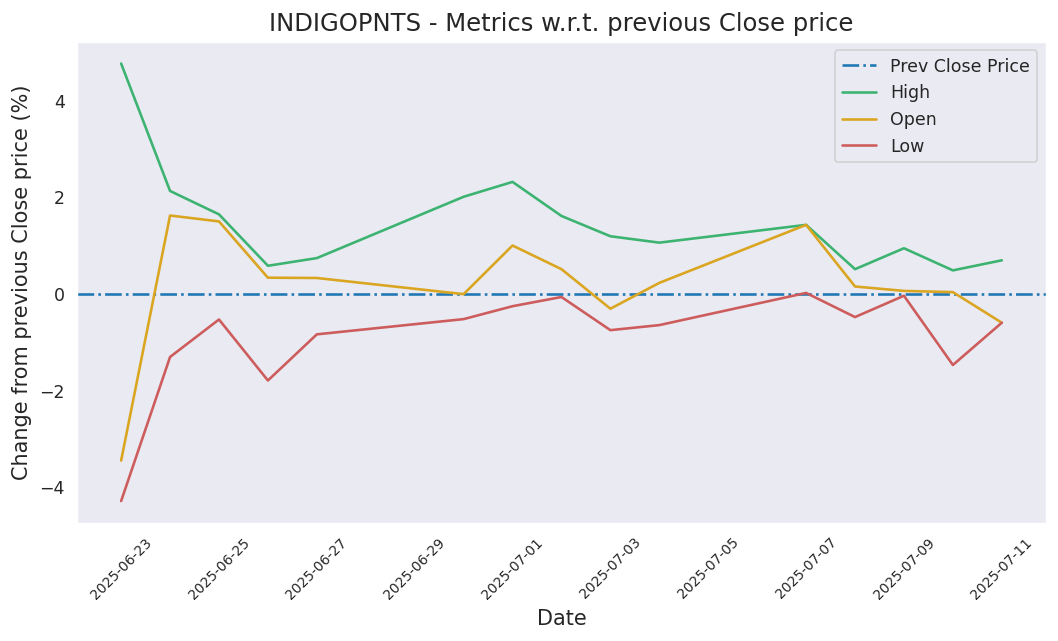 INDIGOPNTS - Metrics w.r.t. previous Close price
Prev Close Price
High
Open
Low
Change from previous Close price (%)
4
2
0
−2
−4
2025-06-23
2025-06-25
2025-06-27
2025-06-29
2025-07-01
2025-07-03
2025-07-05
2025-07-07
2025-07-09
2025-07-11
Date